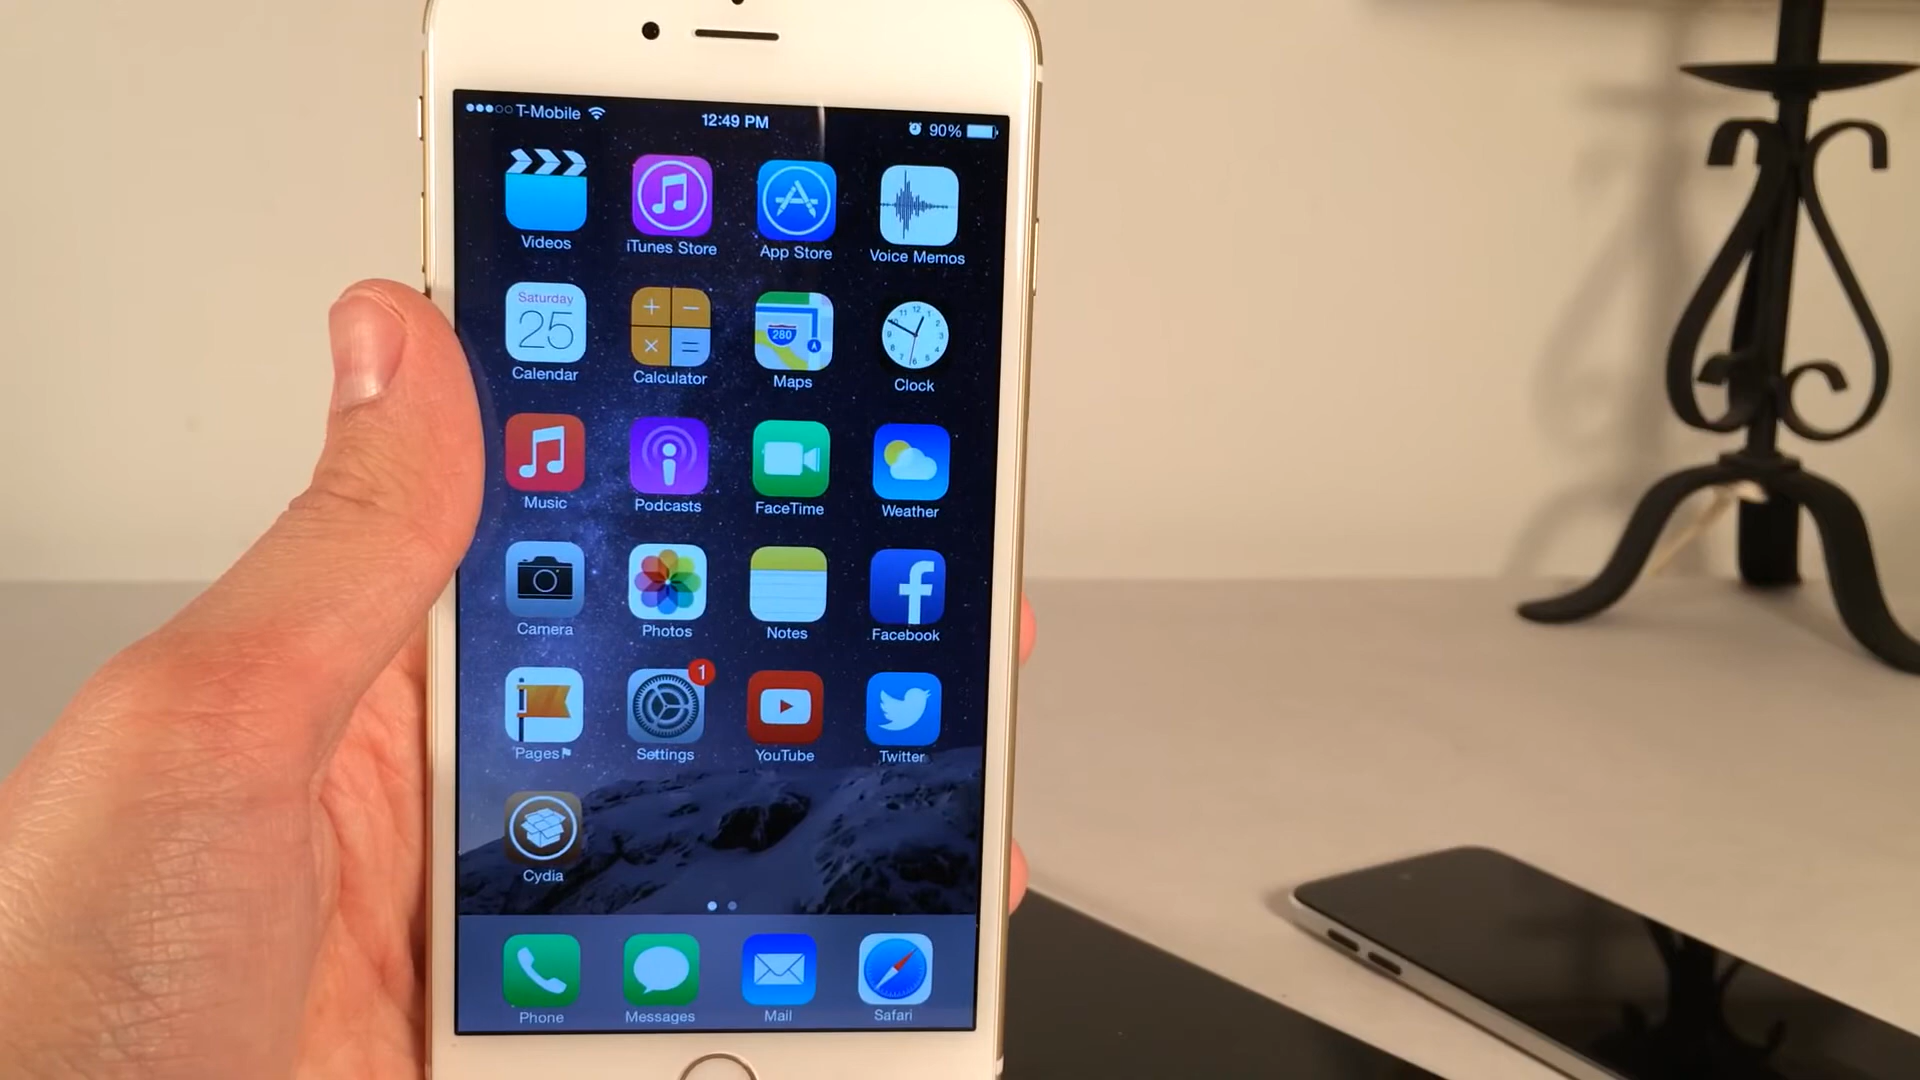 T-Mobile 12:49 PM 90%
Videos iTunes Store App Store Voice Memos
Saturday
25
280
Calendar Calculator Maps Clock
Music Podcasts FaceTime Weather
Camera Photos Notes Facebook
1
Pages Settings YouTube Twitter
Cydia
Phone Messages Mail Safari